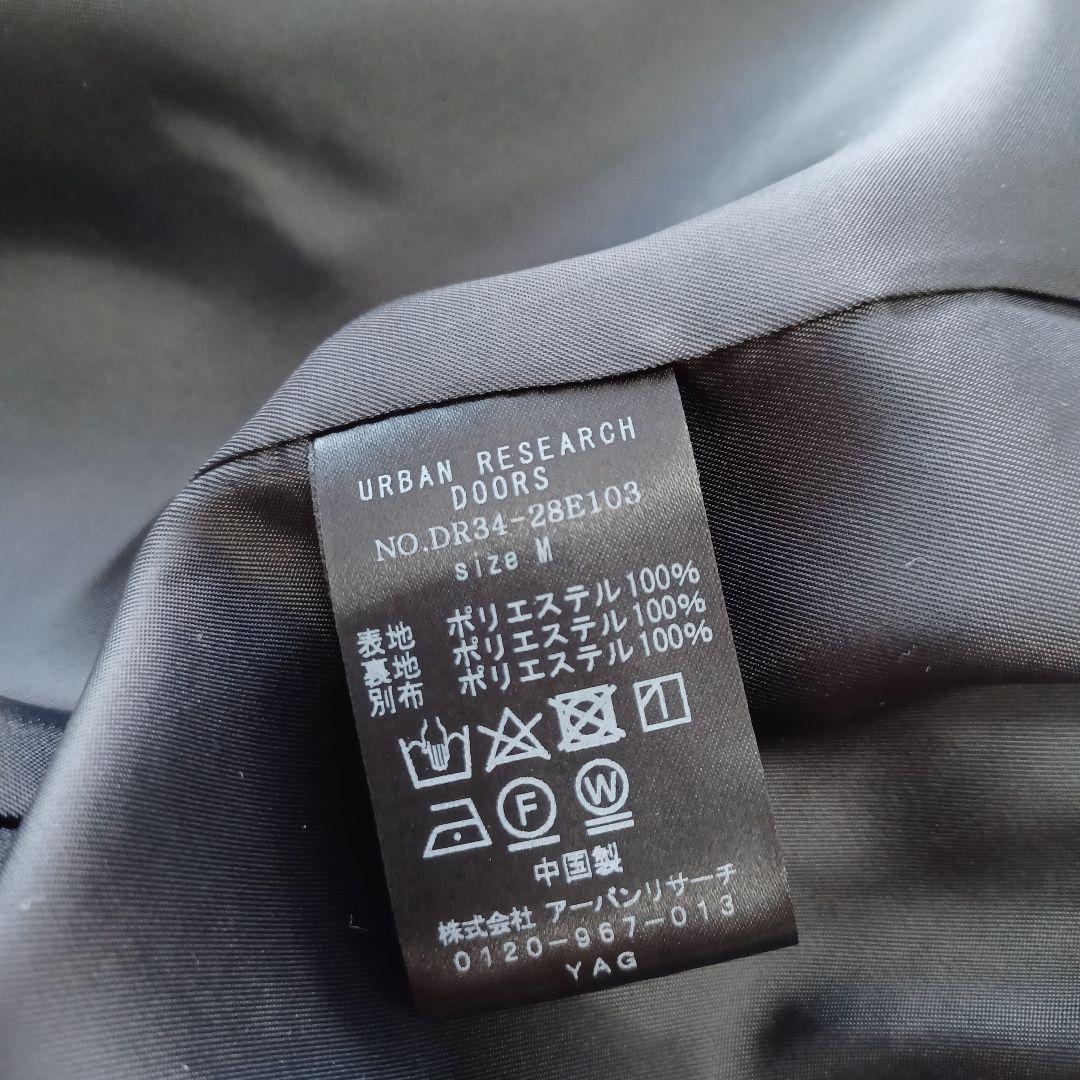 URBAN RESEARCH
DOORS
NO.DR34-28E103
size M
表地 ポリエステル100%
裏地 ポリエステル100%
別布 ポリエステル100%
F W
中国製
株式会社 アーバンリサーチ
0120-967-013
YAG